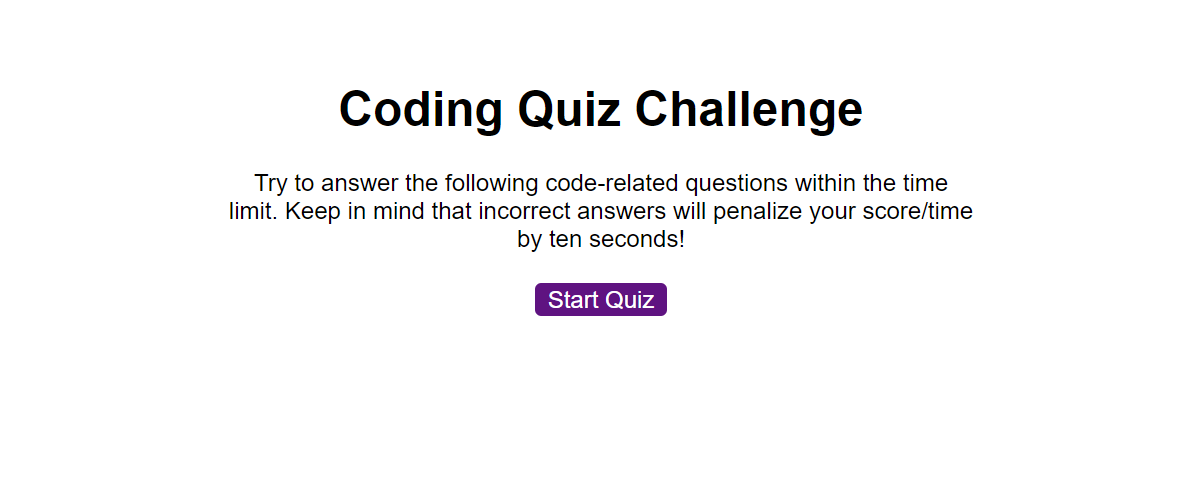 Coding Quiz Challenge
Try to answer the following code-related questions within the time
limit. Keep in mind that incorrect answers will penalize your score/time
by ten seconds!
Start Quiz